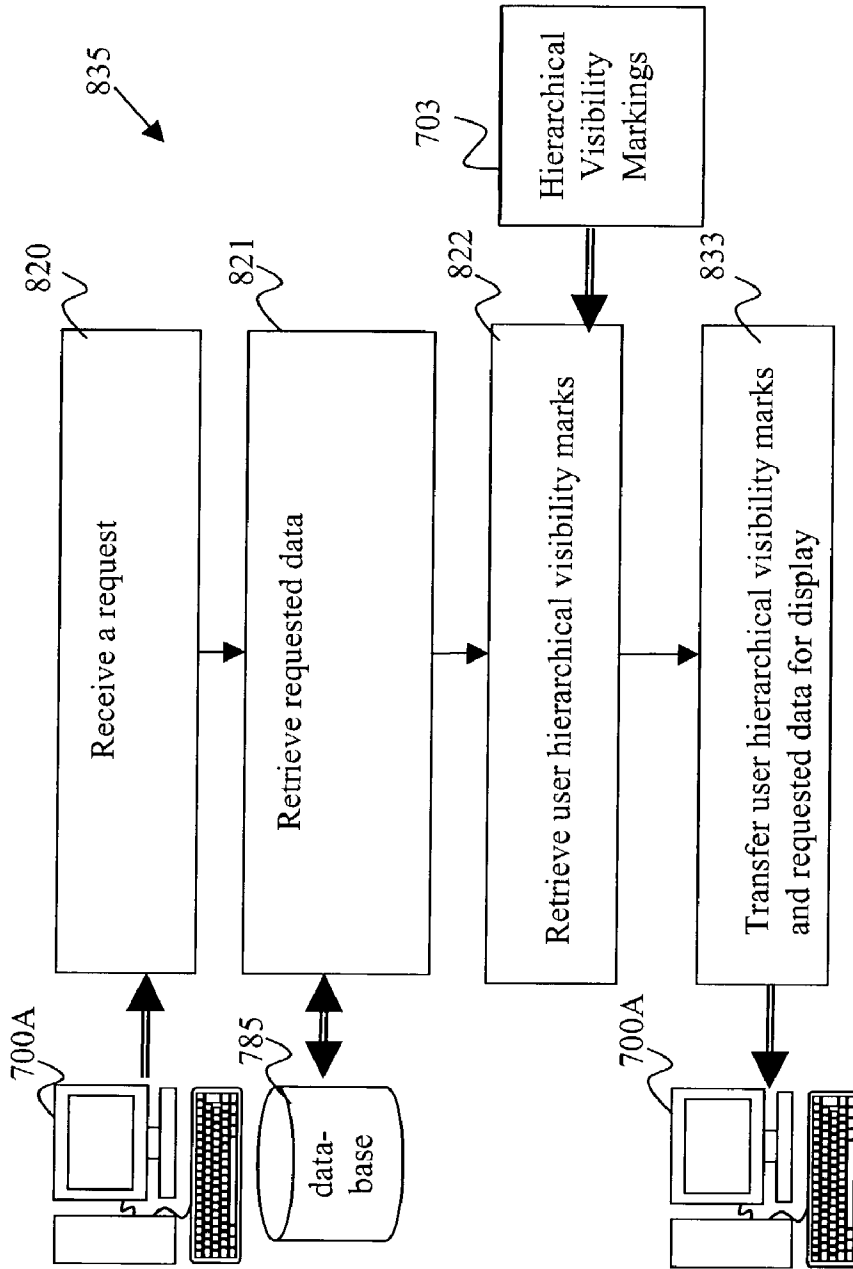 835
700A
820
Receive a request
785
821
data-
base
Retrieve requested data
822
703
Retrieve user hierarchical visibility marks
Hierarchical
Visibility
Markings
700A
833
Transfer user hierarchical visibility marks
and requested data for display